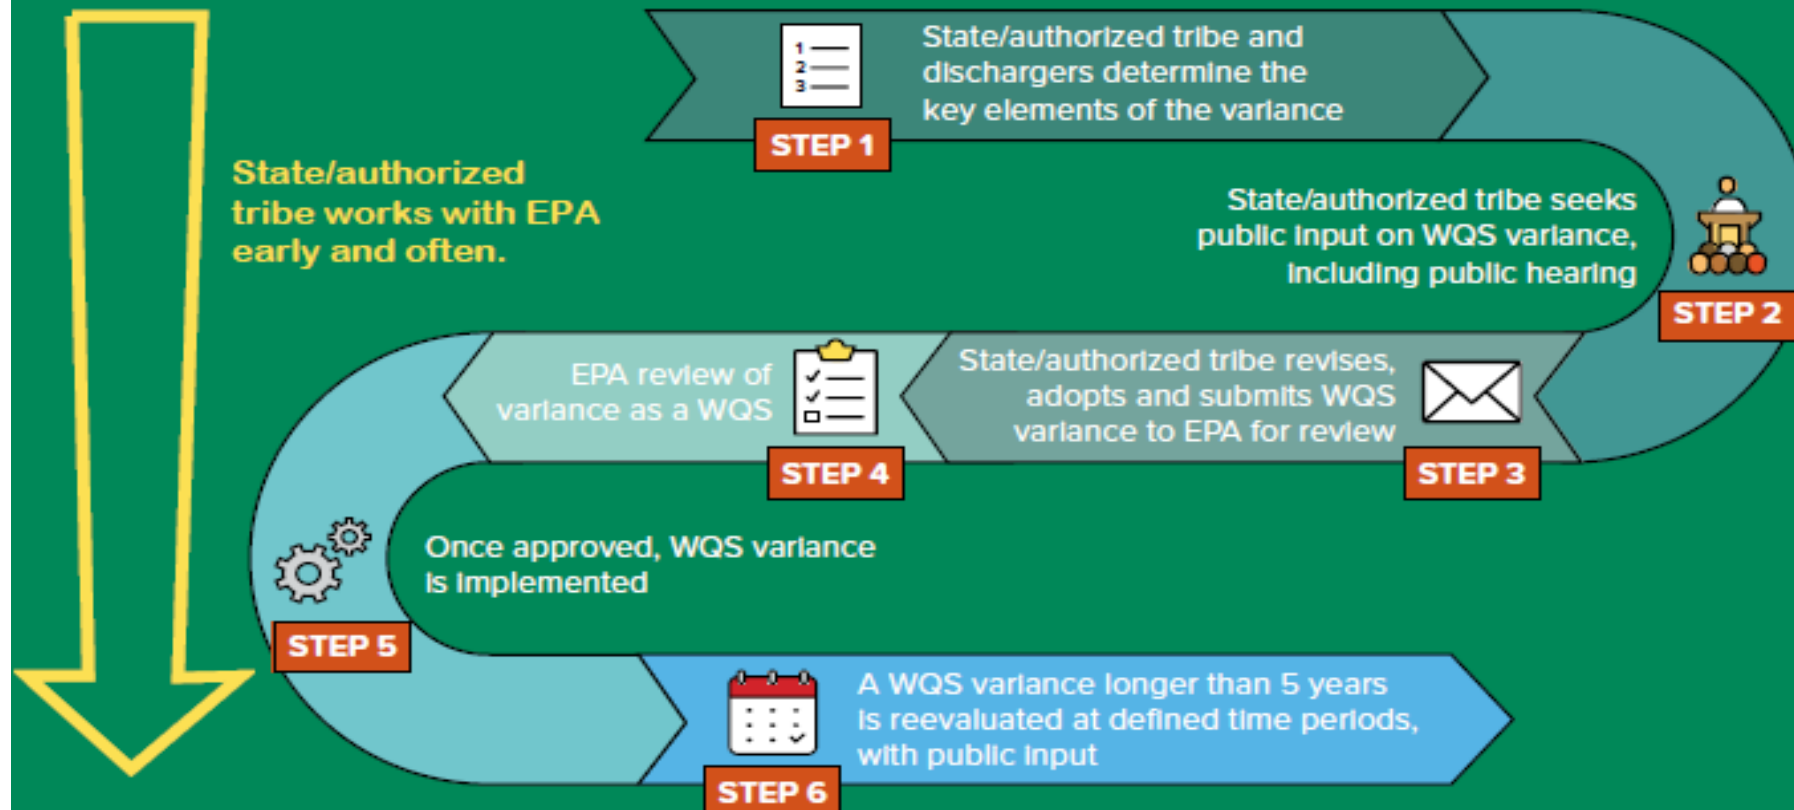 State/authorized
tribe works with EPA
early and often.
1
2
3
STEP 1
State/authorized tribe and
dischargers determine the
key elements of the variance
State/authorized tribe seeks
public input on WQS variance,
including public hearing
STEP 2
State/authorized tribe revises,
adopts and submits WQS
variance to EPA for review
STEP 3
EPA review of
variance as a WQS
STEP 4
Once approved, WQS variance
is implemented
STEP 5
A WQS variance longer than 5 years
is reevaluated at defined time periods,
with public input
STEP 6